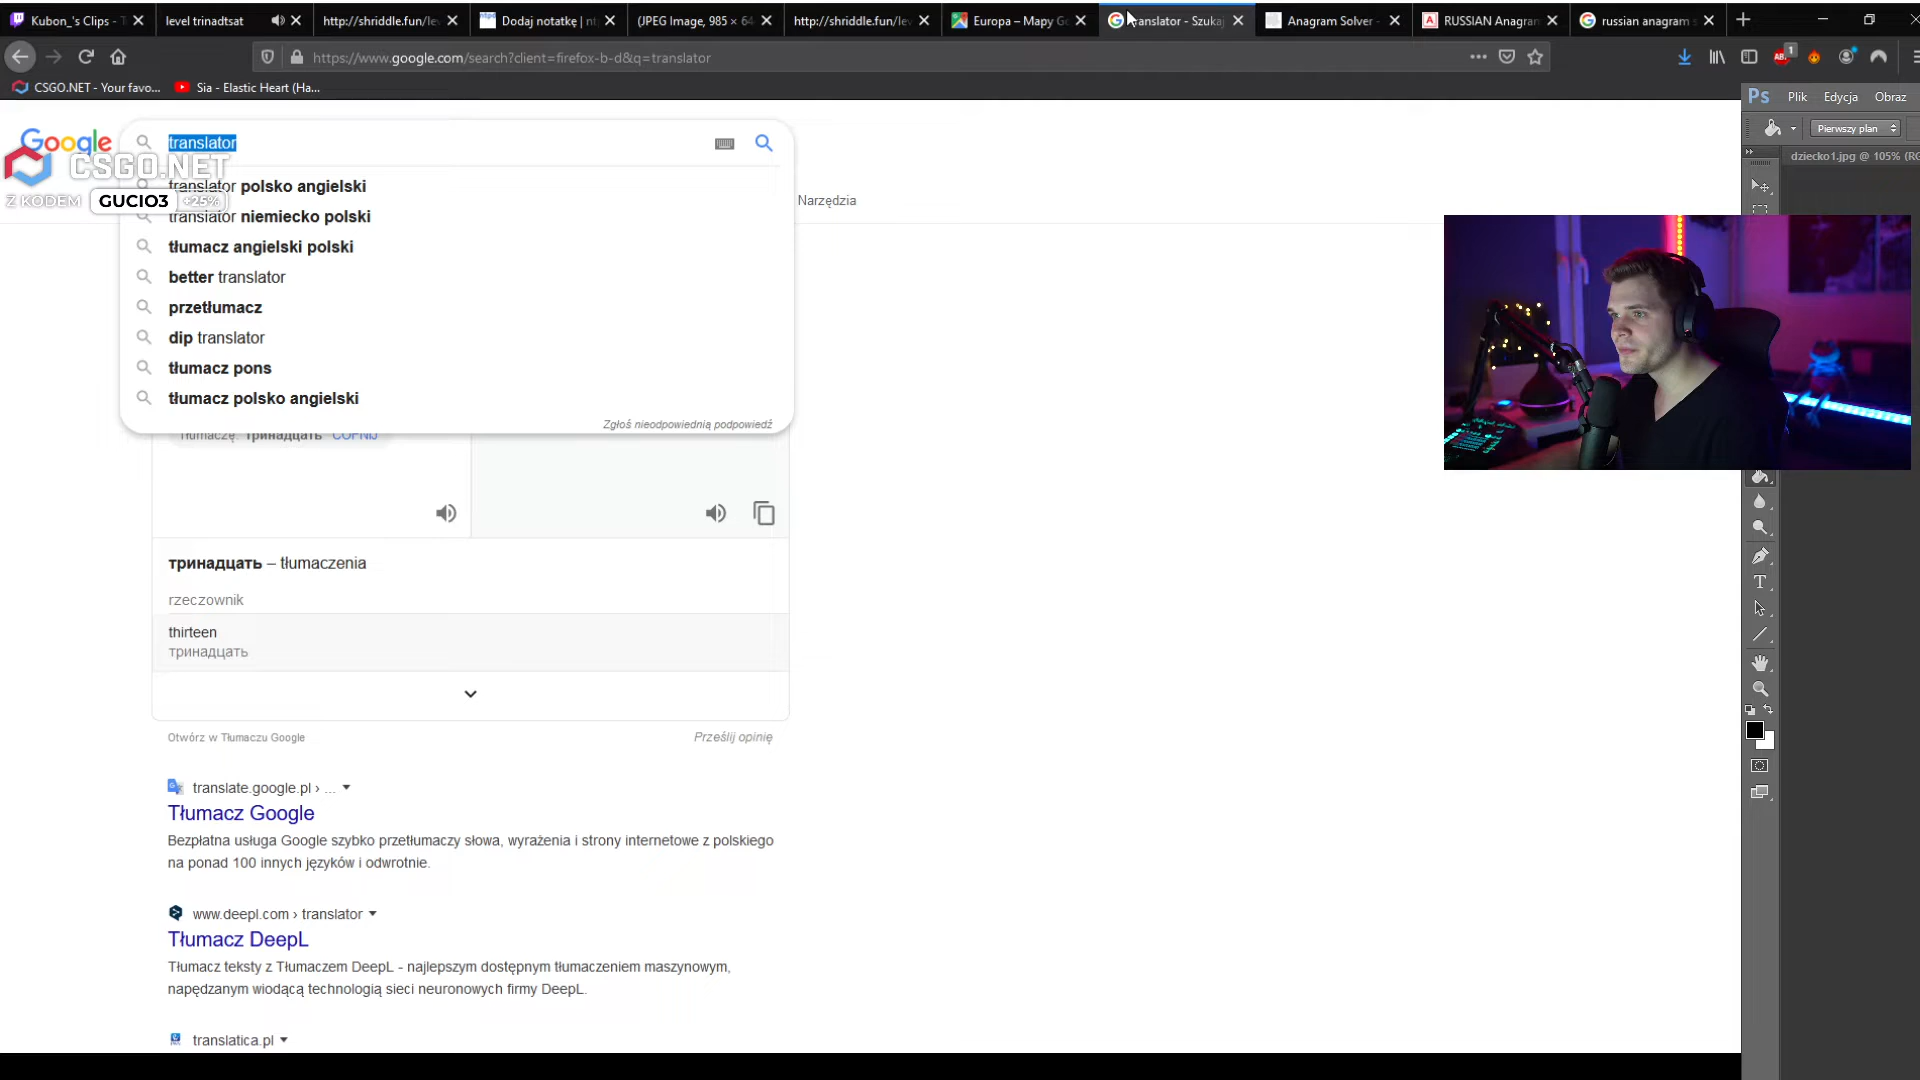 Kubon_'s Clips - T
level trinadtsat
http://shriddle.fun/le
Dodaj notatkę | nt
(JPEG Image, 985 × 64
http://shriddle.fun/le
Europa – Mapy G
translator - Szukaj
Anagram Solver -
RUSSIAN Anagram
russian anagram s
https://www.google.com/search?client=firefox-b-d&q=translator
CSGO.NET - Your favo...
Sia - Elastic Heart (Ha...
Google
translator
CSGO.NET
Z KODEM GUCIO3 +25%
translator polsko angielski
translator niemiecko polski
tłumacz angielski polski
better translator
przetłumacz
dip translator
tłumacz pons
tłumacz polsko angielski
Zgłoś nieodpowiednią podpowiedź
Narzędzia
Tłumaczę: тринадцать COFNIJ
тринадцать – tłumaczenia
rzeczownik
thirteen
тринадцать
Otwórz w Tłumaczu Google
Prześlij opinię
translate.google.pl › ...
Tłumacz Google
Bezpłatna usługa Google szybko przetłumaczy słowa, wyrażenia i strony internetowe z polskiego
na ponad 100 innych języków i odwrotnie.
www.deepl.com › translator
Tłumacz DeepL
Tłumacz teksty z Tłumaczem DeepL - najlepszym dostępnym tłumaczeniem maszynowym,
napędzanym wiodącą technologią sieci neuronowych firmy DeepL.
translatica.pl
Ps Plik Edycja Obraz
Pierwszy plan
dziecko1.jpg @ 105% (RG